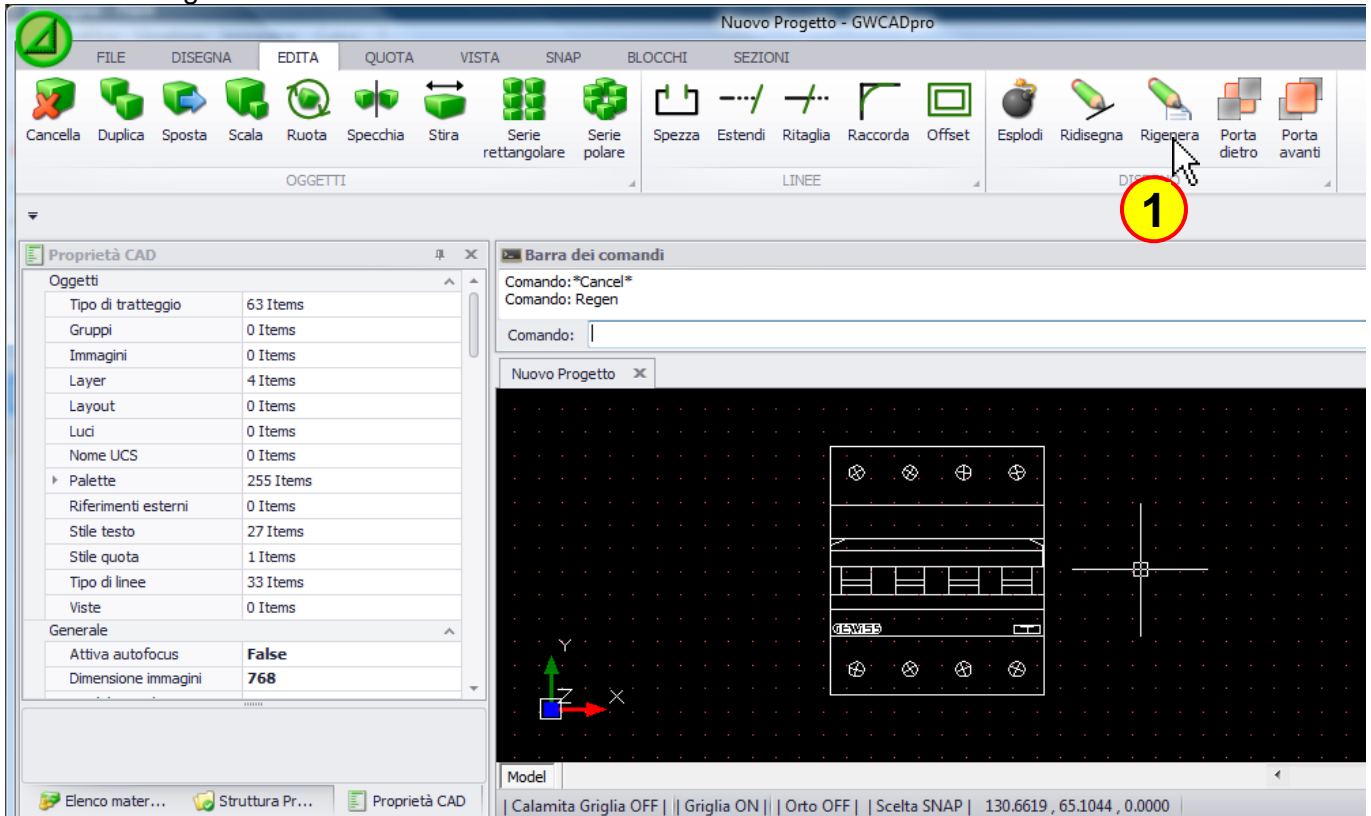 Nuovo Progetto - GWCADpro
FILE DISEGNA EDITA QUOTA VISTA SNAP BLOCCHI SEZIONI
Cancella Duplica Sposta Scala Ruota Specchia Stira Serie rettangolare Serie polare Spezza Estendi Ritaglia Raccorda Offset Esplodi Ridisegna Rigenera Porta dietro Porta avanti
OGGETTI LINEE
1
Proprietà CAD
Oggetti
Tipo di tratteggio 63 Items
Gruppi 0 Items
Immagini 0 Items
Layer 4 Items
Layout 0 Items
Luci 0 Items
Nome UCS 0 Items
Palette 255 Items
Riferimenti esterni 0 Items
Stile testo 27 Items
Stile quota 1 Items
Tipo di linee 33 Items
Viste 0 Items
Generale
Attiva autofocus False
Dimensione immagini 768
Elenco mater... Struttura Pr... Proprietà CAD
Barra dei comandi
Comando:*Cancel*
Comando: Regen
Comando:
Nuovo Progetto
GEWISS
Y
Z X
Model
| Calamita Griglia OFF | | Griglia ON | | Orto OFF | | Scelta SNAP | 130.6619 , 65.1044 , 0.0000